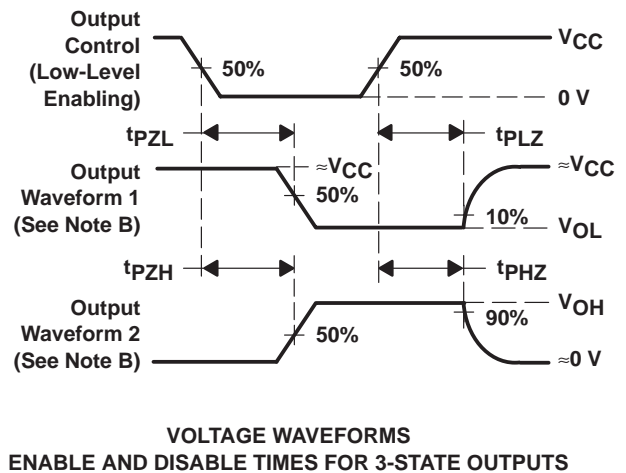 Output
Control
(Low-Level
Enabling)
50%
50%
VCC
0 V
tPZL
tPLZ
Output
Waveform 1
(See Note B)
≈VCC
50%
≈VCC
10%
VOL
tPZH
tPHZ
Output
Waveform 2
(See Note B)
50%
VOH
90%
≈0 V
VOLTAGE WAVEFORMS
ENABLE AND DISABLE TIMES FOR 3-STATE OUTPUTS